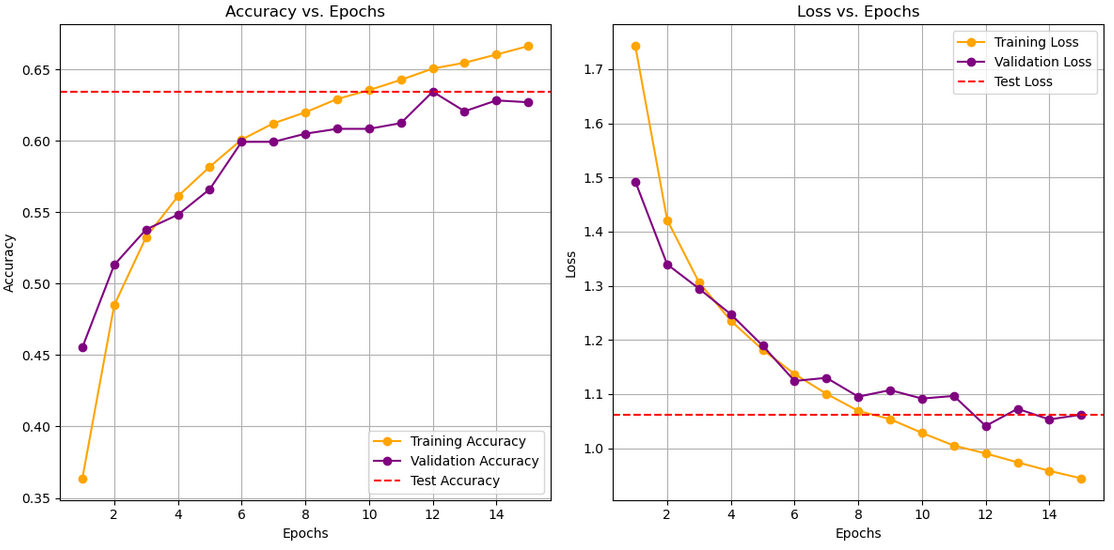 Accuracy vs. Epochs
Accuracy
0.65
0.60
0.55
0.50
0.45
0.40
0.35
Training Accuracy
Validation Accuracy
Test Accuracy
2 4 6 8 10 12 14
Epochs
Loss vs. Epochs
Loss
1.7
1.6
1.5
1.4
1.3
1.2
1.1
1.0
Training Loss
Validation Loss
Test Loss
2 4 6 8 10 12 14
Epochs